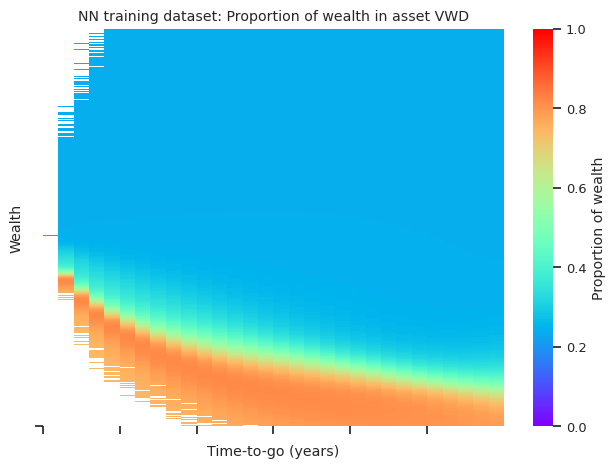 NN training dataset: Proportion of wealth in asset VWD
Wealth
Time-to-go (years)
1.0
0.8
0.6
0.4
0.2
0.0
Proportion of wealth